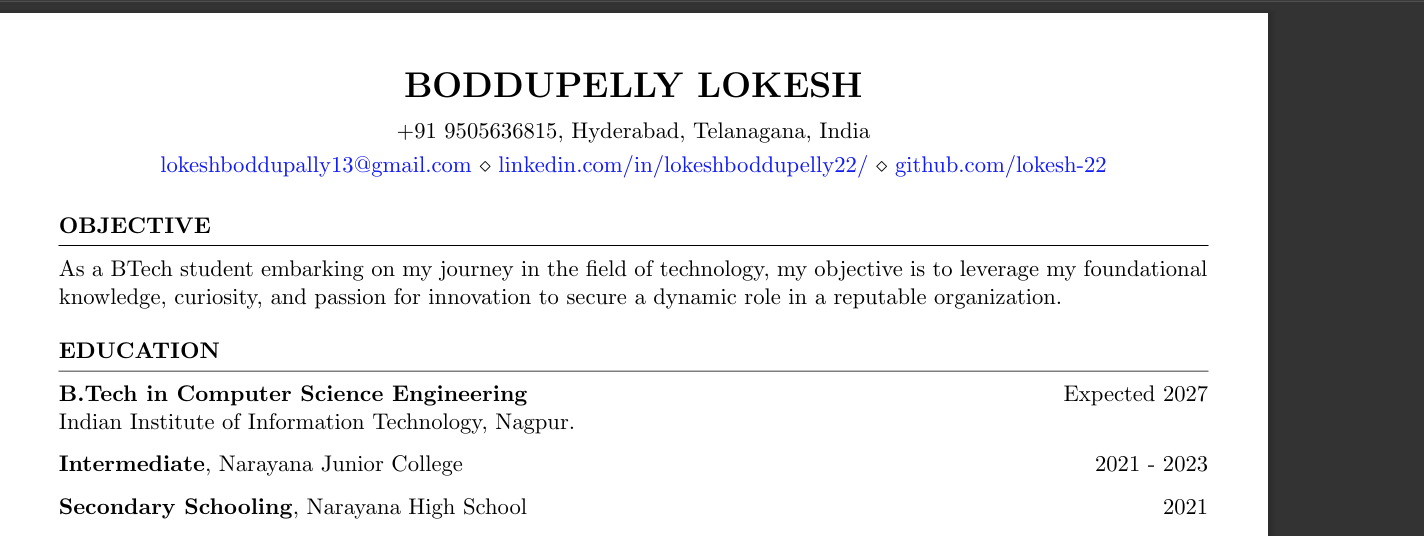 BODDUPELLY LOKESH
+91 9505636815, Hyderabad, Telanagana, India
lokeshboddupally13@gmail.com ⋄ linkedin.com/in/lokeshboddupelly22/ ⋄ github.com/lokesh-22
OBJECTIVE
As a BTech student embarking on my journey in the field of technology, my objective is to leverage my foundational
knowledge, curiosity, and passion for innovation to secure a dynamic role in a reputable organization.
EDUCATION
B.Tech in Computer Science Engineering Expected 2027
Indian Institute of Information Technology, Nagpur.
Intermediate, Narayana Junior College 2021 - 2023
Secondary Schooling, Narayana High School 2021